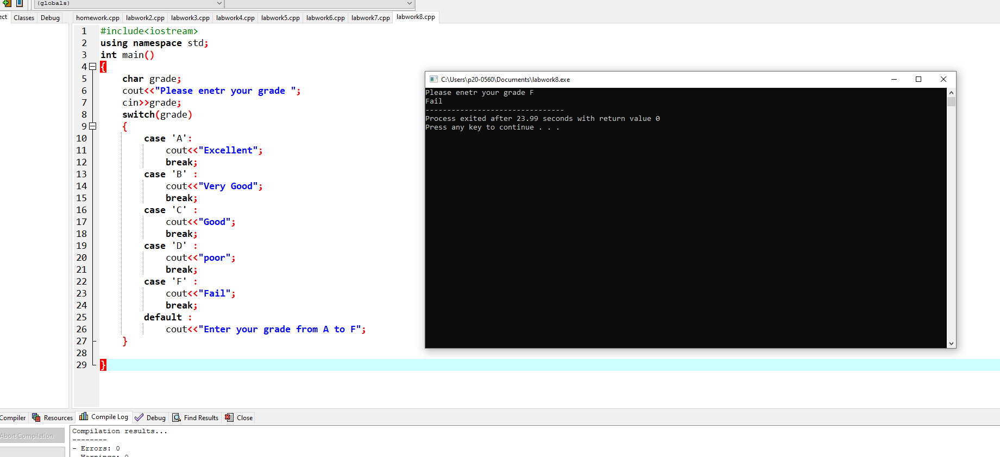 (globals)
ect Classes Debug
homework.cpp labwork2.cpp labwork3.cpp labwork4.cpp labwork5.cpp labwork6.cpp labwork7.cpp labwork8.cpp
1 #include<iostream>
2 using namespace std;
3 int main()
4 {
5 char grade;
6 cout<<"Please enetr your grade ";
7 cin>>grade;
8 switch(grade)
9 {
10 case 'A':
11 cout<<"Excellent";
12 break;
13 case 'B' :
14 cout<<"Very Good";
15 break;
16 case 'C' :
17 cout<<"Good";
18 break;
19 case 'D' :
20 cout<<"poor";
21 break;
22 case 'F' :
23 cout<<"Fail";
24 break;
25 default :
26 cout<<"Enter your grade from A to F";
27 }
28
29 }
C:\Users\p20-0560\Documents\labwork8.exe
Please enetr your grade F
Fail
--------------------------------
Process exited after 23.99 seconds with return value 0
Press any key to continue . . .
Compiler Resources Compile Log Debug Find Results Close
Abort Compilation
Compilation results...
--------
- Errors: 0
- Warnings: 0